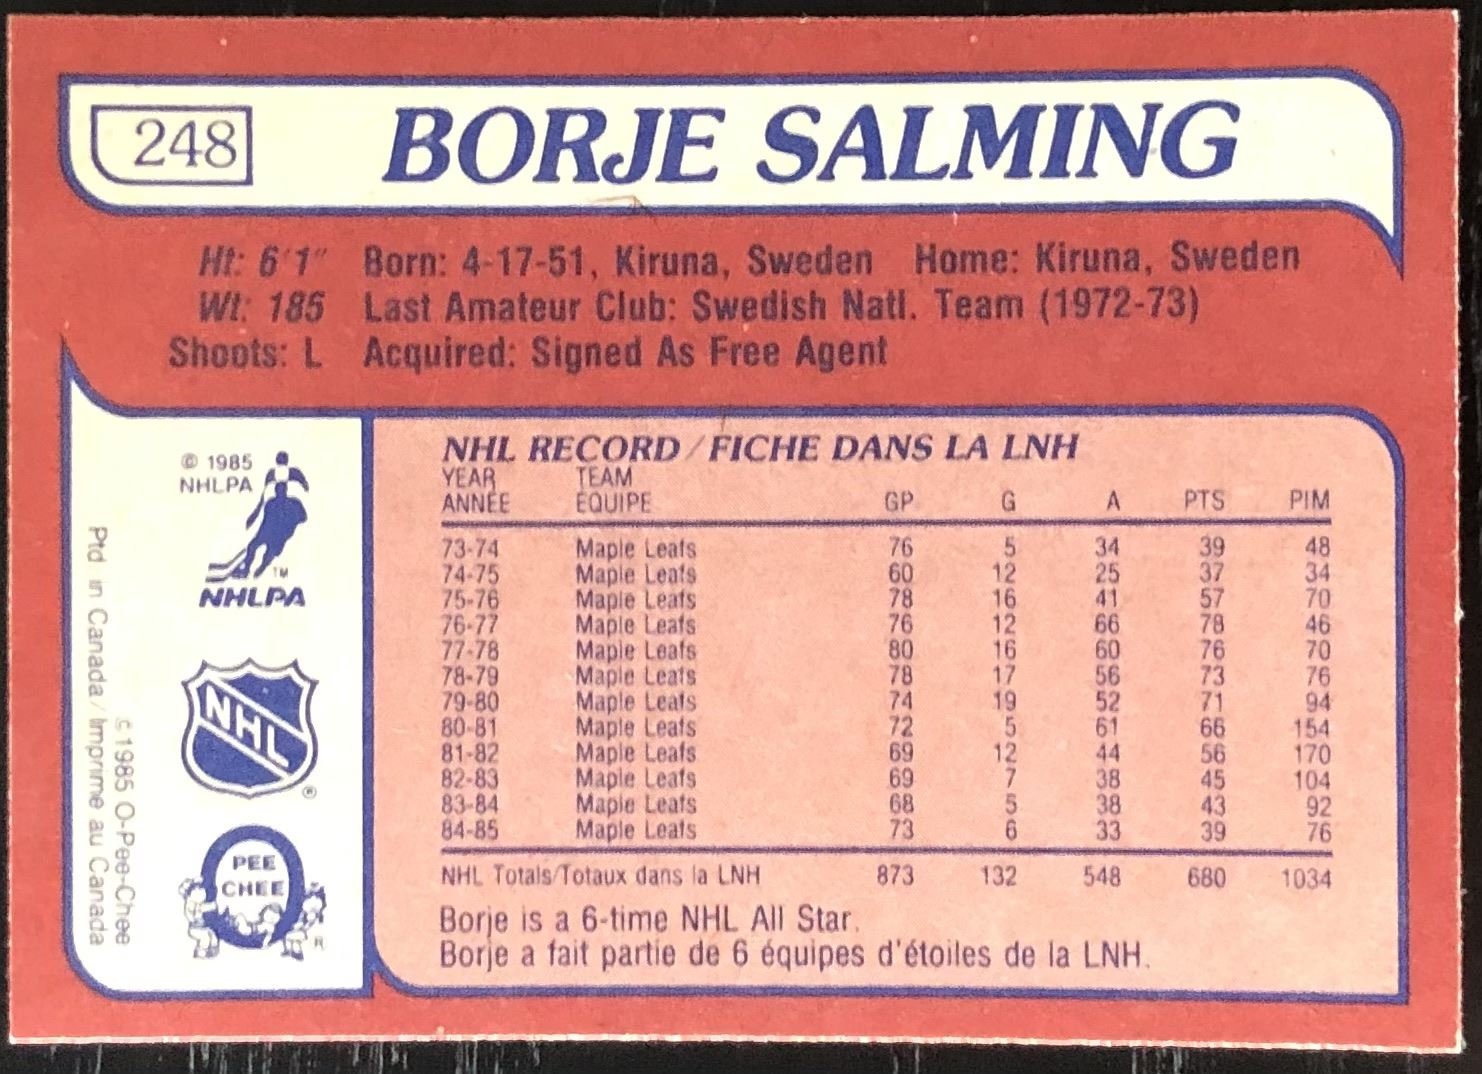 248
BORJE SALMING
Ht: 6'1" Born: 4-17-51, Kiruna, Sweden Home: Kiruna, Sweden
Wt: 185 Last Amateur Club: Swedish Natl. Team (1972-73)
Shoots: L Acquired: Signed As Free Agent
© 1985
NHLPA
TM
NHLPA
NHL
®
PEE
CHEE
R
Ptd in Canada/Imprime au Canada
© 1985 O-Pee-Chee
NHL RECORD/FICHE DANS LA LNH
YEAR TEAM
ANNÉE ÉQUIPE GP G A PTS PIM
73-74 Maple Leafs 76 5 34 39 48
74-75 Maple Leafs 60 12 25 37 34
75-76 Maple Leafs 78 16 41 57 70
76-77 Maple Leafs 76 12 66 78 46
77-78 Maple Leafs 80 16 60 76 70
78-79 Maple Leafs 78 17 56 73 76
79-80 Maple Leafs 74 19 52 71 94
80-81 Maple Leafs 72 5 61 66 154
81-82 Maple Leafs 69 12 44 56 170
82-83 Maple Leafs 69 7 38 45 104
83-84 Maple Leafs 68 5 38 43 92
84-85 Maple Leafs 73 6 33 39 76
NHL Totals/Totaux dans la LNH 873 132 548 680 1034
Borje is a 6-time NHL All Star.
Borje a fait partie de 6 équipes d'étoiles de la LNH.